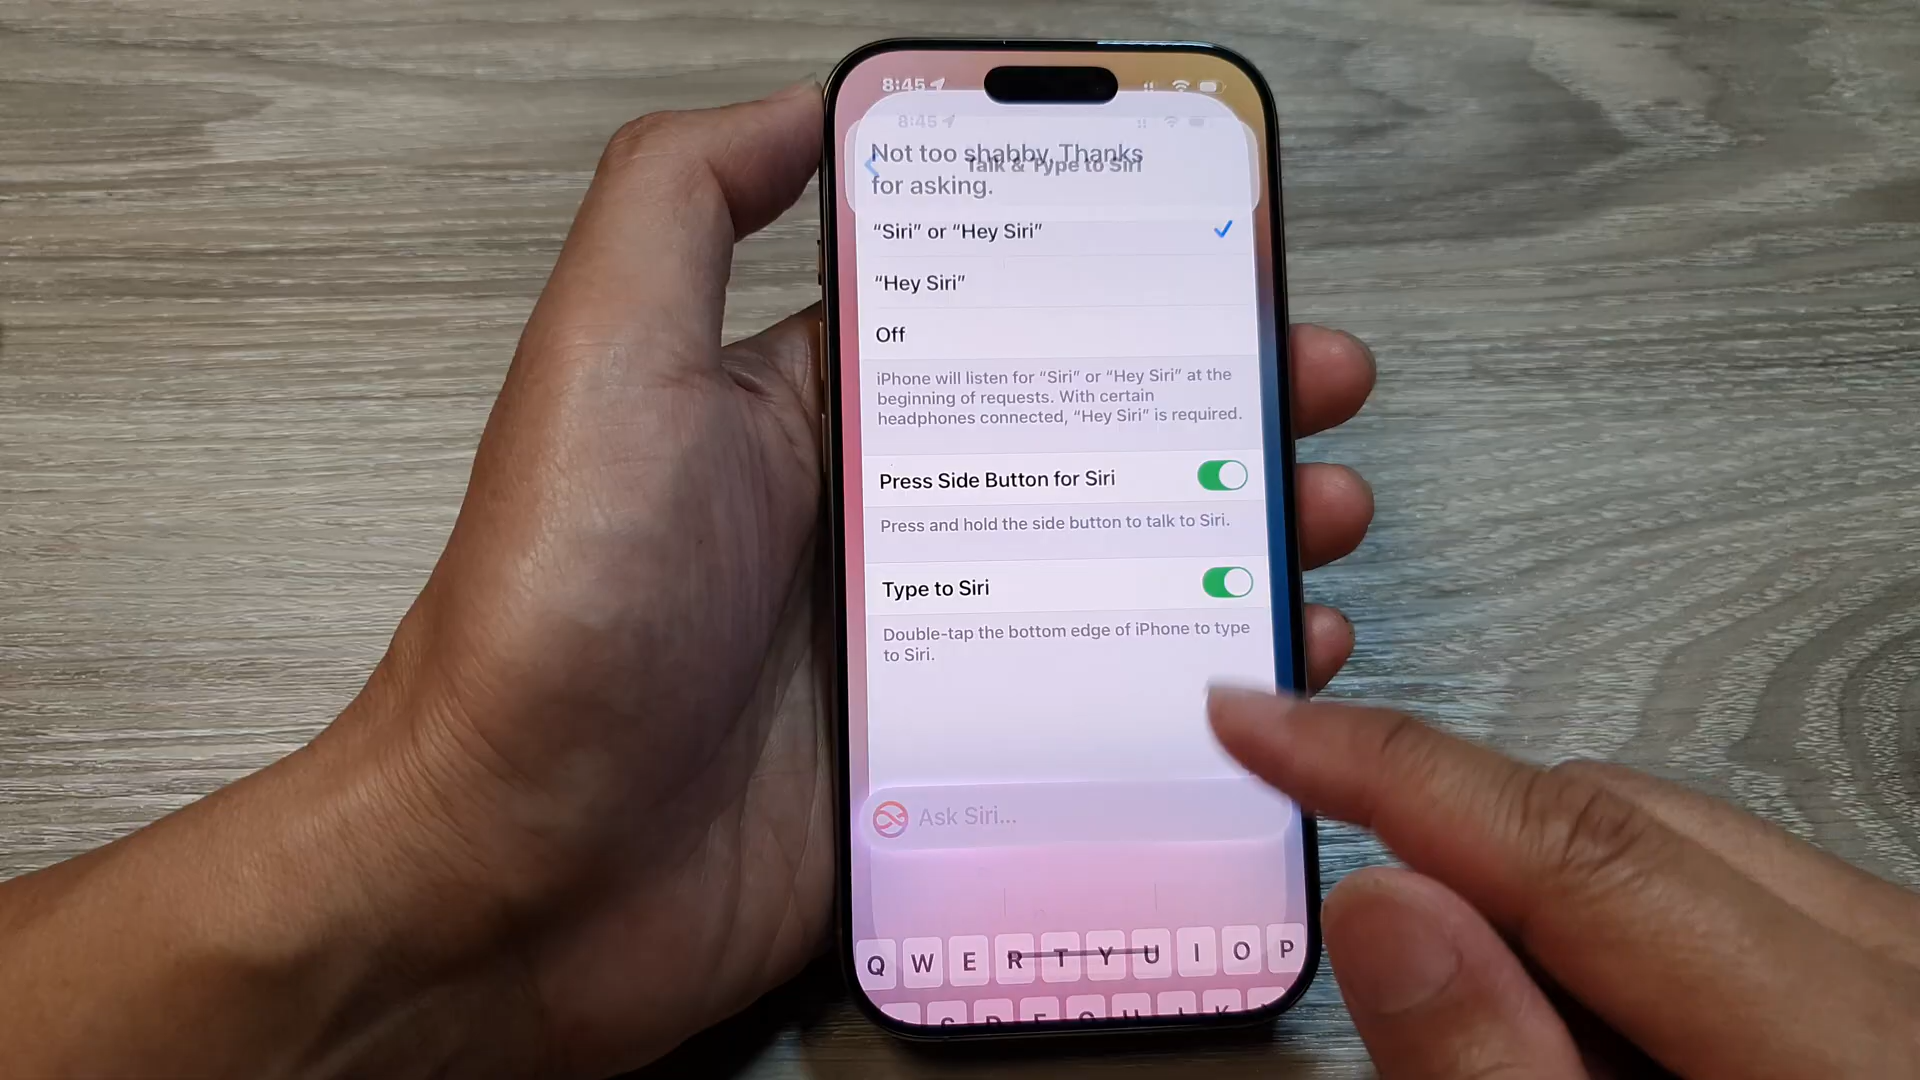 8:45
8:45
Not too shabby, Thanks
Talk & Type to Siri
for asking.
“Siri” or “Hey Siri”
“Hey Siri”
Off
iPhone will listen for “Siri” or “Hey Siri” at the
beginning of requests. With certain
headphones connected, “Hey Siri” is required.
Press Side Button for Siri
Press and hold the side button to talk to Siri.
Type to Siri
Double-tap the bottom edge of iPhone to type
to Siri.
Ask Siri...
Q W E R T Y U I O P